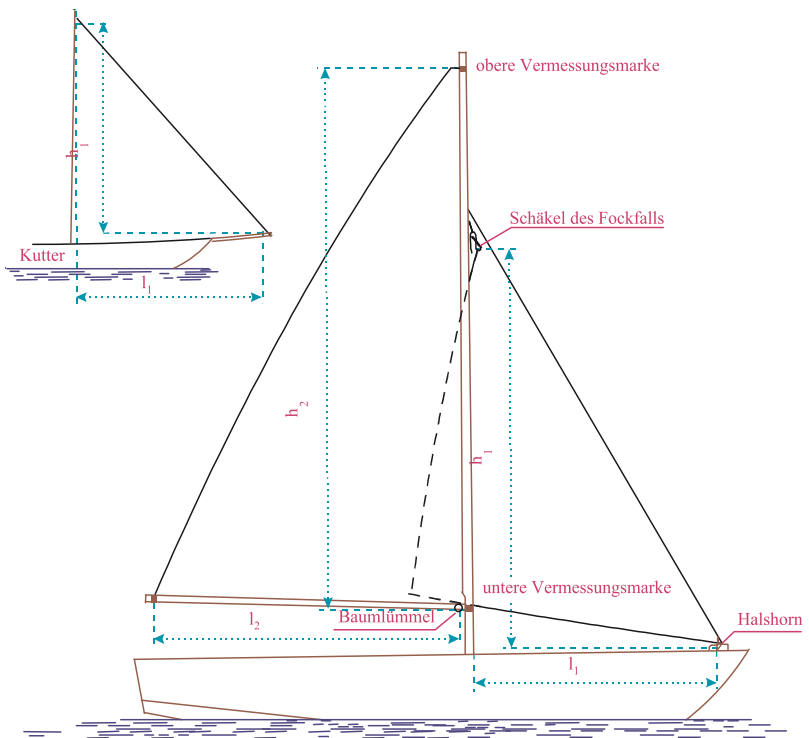 obere Vermessungsmarke
h₁
Schäkel des Fockfalls
Kutter
l₁
h₂
h₁
untere Vermessungsmarke
Baumlümmel
l₂
Halshorn
l₁